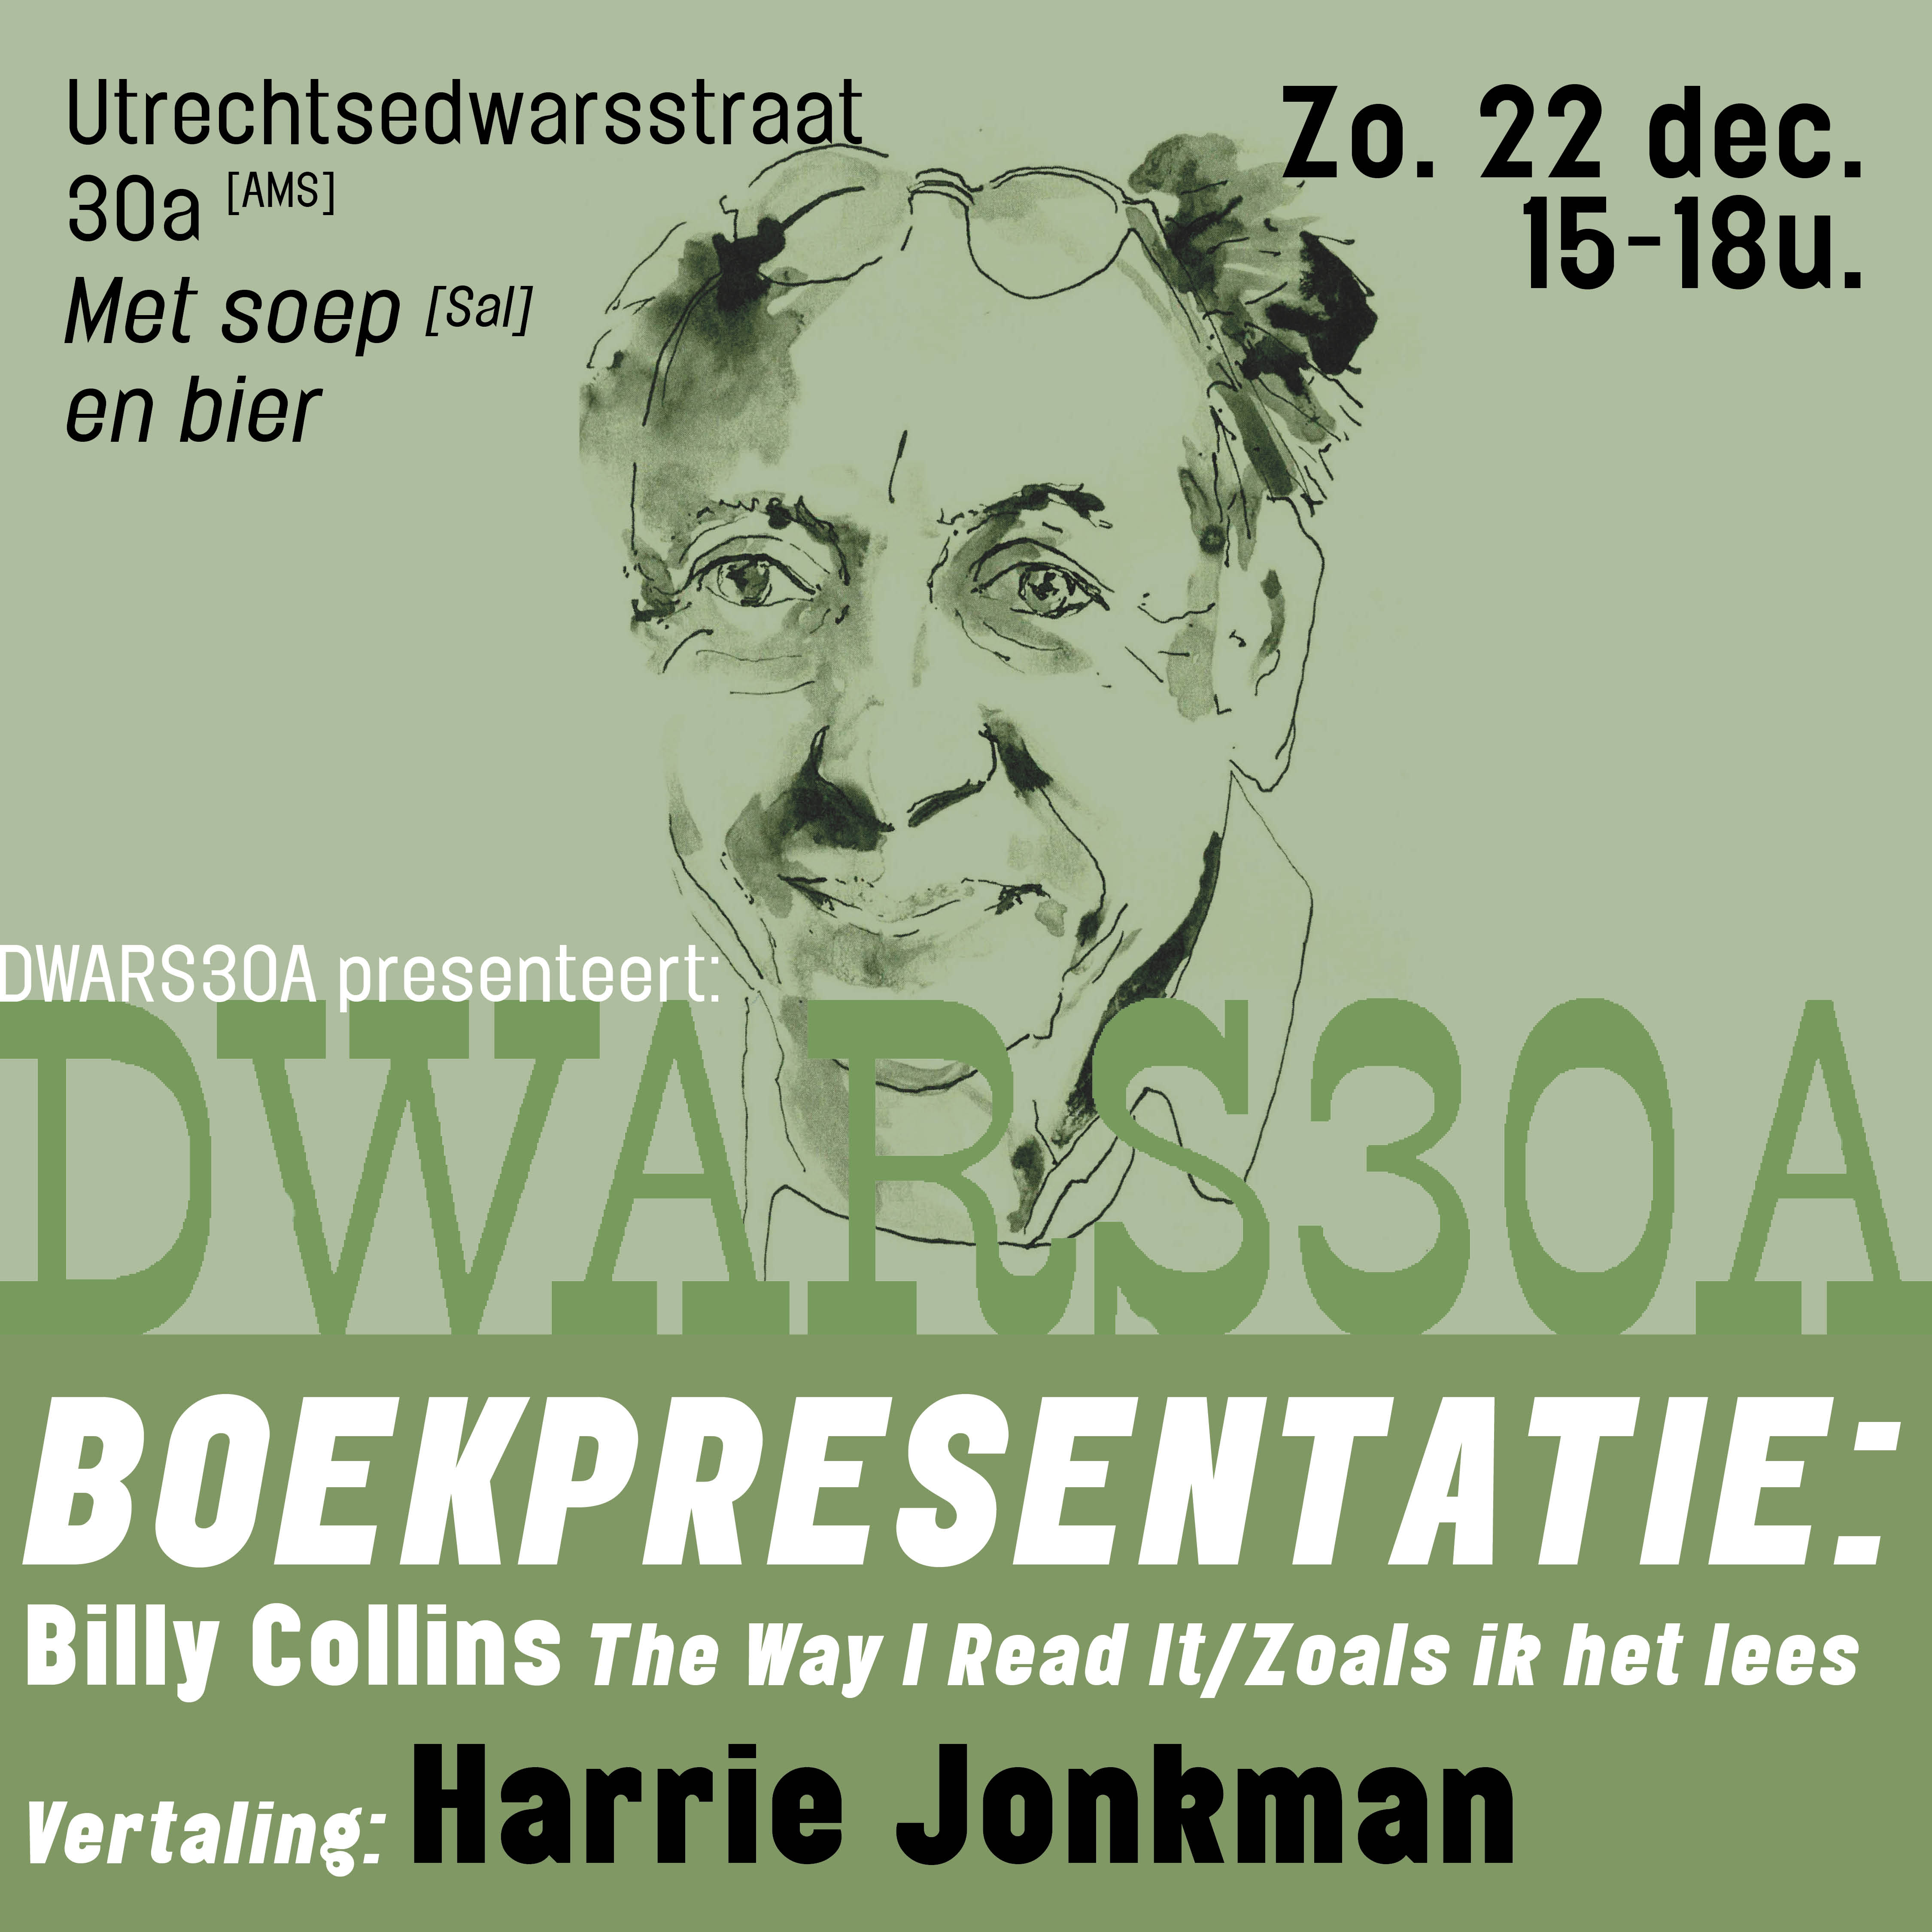 Utrechtsedwarsstraat
30a [AMS]
Met soep [Sal]
en bier
Zo. 22 dec.
15-18u.
DWARS30A presenteert:
DWARS30A
BOEKPRESENTATIE:
Billy Collins The Way I Read It/Zoals ik het lees
Vertaling: Harrie Jonkman